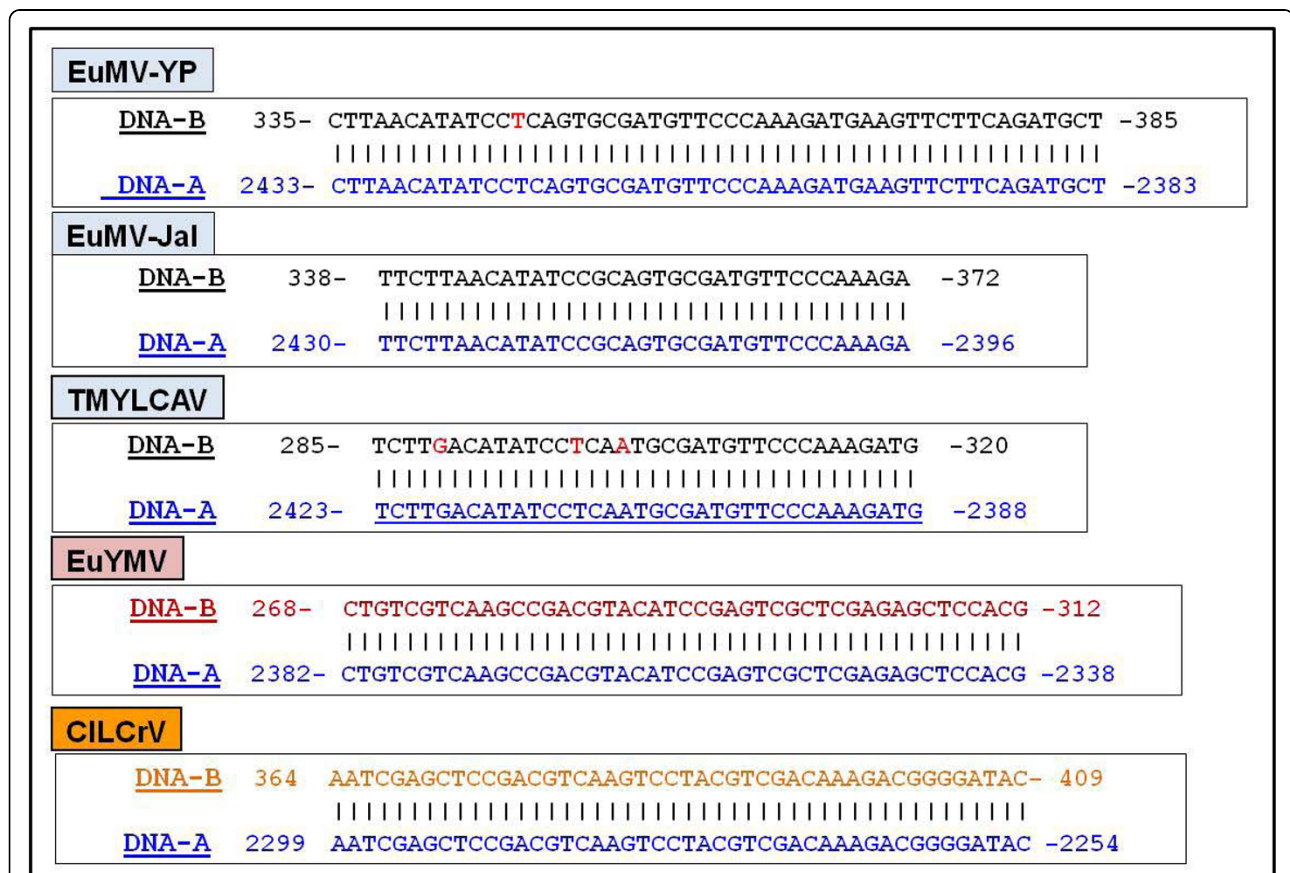 EuMV-YP
DNA-B 335- CTTAACATATCCTCAGTGCGATGTTCCCAAAGATGAAGTTCTTCAGATGCT -385
DNA-A 2433- CTTAACATATCCTCAGTGCGATGTTCCCAAAGATGAAGTTCTTCAGATGCT -2383
EuMV-Jal
DNA-B 338- TTCTTAACATATCCGCAGTGCGATGTTCCCAAAGA -372
DNA-A 2430- TTCTTAACATATCCGCAGTGCGATGTTCCCAAAGA -2396
TMYLCAV
DNA-B 285- TCTTGACATATCCTCAATGCGATGTTCCCAAAGATG -320
DNA-A 2423- TCTTGACATATCCTCAATGCGATGTTCCCAAAGATG -2388
EuYMV
DNA-B 268- CTGTCGTCAAGCCGACGTACATCCGAGTCGCTCGAGAGCTCCACG -312
DNA-A 2382- CTGTCGTCAAGCCGACGTACATCCGAGTCGCTCGAGAGCTCCACG -2338
ClLCrV
DNA-B 364 AATCGAGCTCCGACGTCAAGTCCTACGTCGACAAAGACGGGGATAC- 409
DNA-A 2299 AATCGAGCTCCGACGTCAAGTCCTACGTCGACAAAGACGGGGATAC -2254